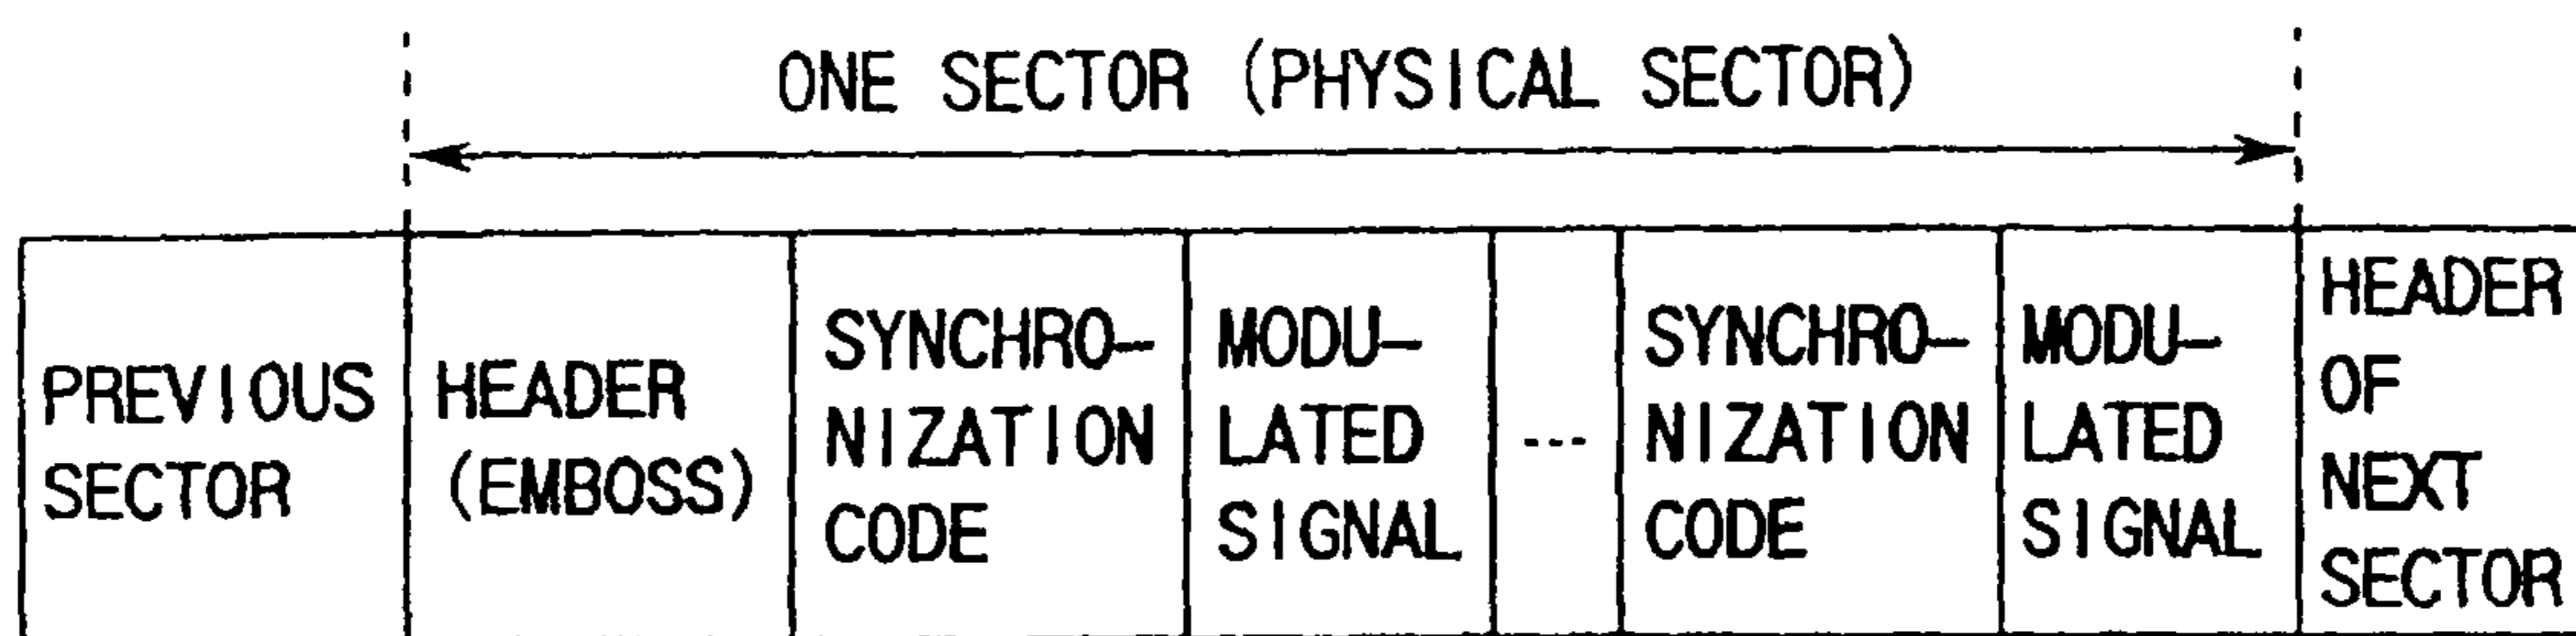 ONE SECTOR (PHYSICAL SECTOR)
PREVIOUS
SECTOR
HEADER
(EMBOSS)
SYNCHRO-
NIZATION
CODE
MODU-
LATED
SIGNAL
---
SYNCHRO-
NIZATION
CODE
MODU-
LATED
SIGNAL
HEADER
OF
NEXT
SECTOR